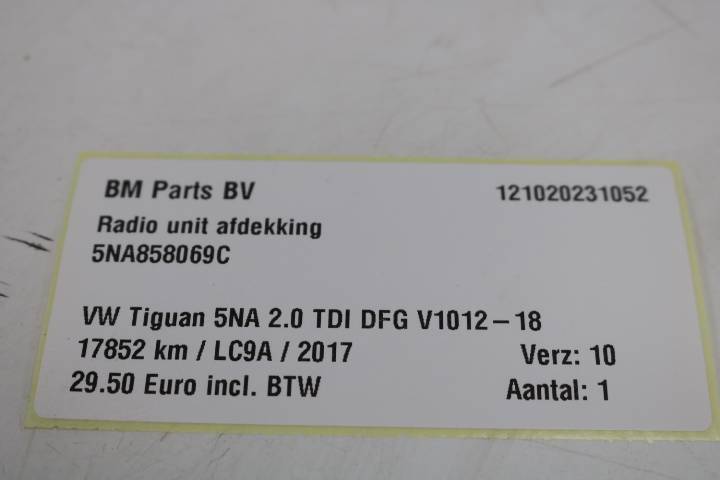 BM Parts BV 121020231052
Radio unit afdekking
5NA858069C
VW Tiguan 5NA 2.0 TDI DFG V1012-18
17852 km / LC9A / 2017 Verz: 10
29.50 Euro incl. BTW Aantal: 1